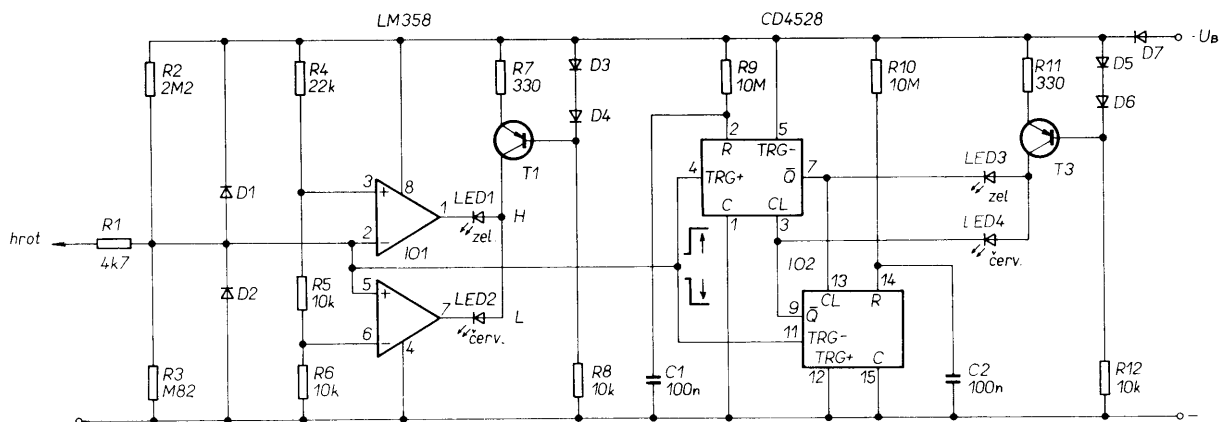 LM358
CD4528
- UB
R2
2M2
R4
22k
R7
330
D3
D4
R9
10M
R10
10M
R11
330
D5
D7
D6
T1
T3
2
R
5
TRG-
4
TRG+
Q
7
C
CL
1
3
LED3
zel
LED4
červ.
3
+
8
1
LED1
zel.
H
2
-
IO1
D1
hrot
R1
4k7
D2
R5
10k
5
+
7
LED2
červ.
L
6
-
4
IO2
13
14
CL
R
9
Q
11
TRG-
TRG+
C
12
15
R3
M82
R6
10k
R8
10k
C1
100n
C2
100n
R12
10k
-